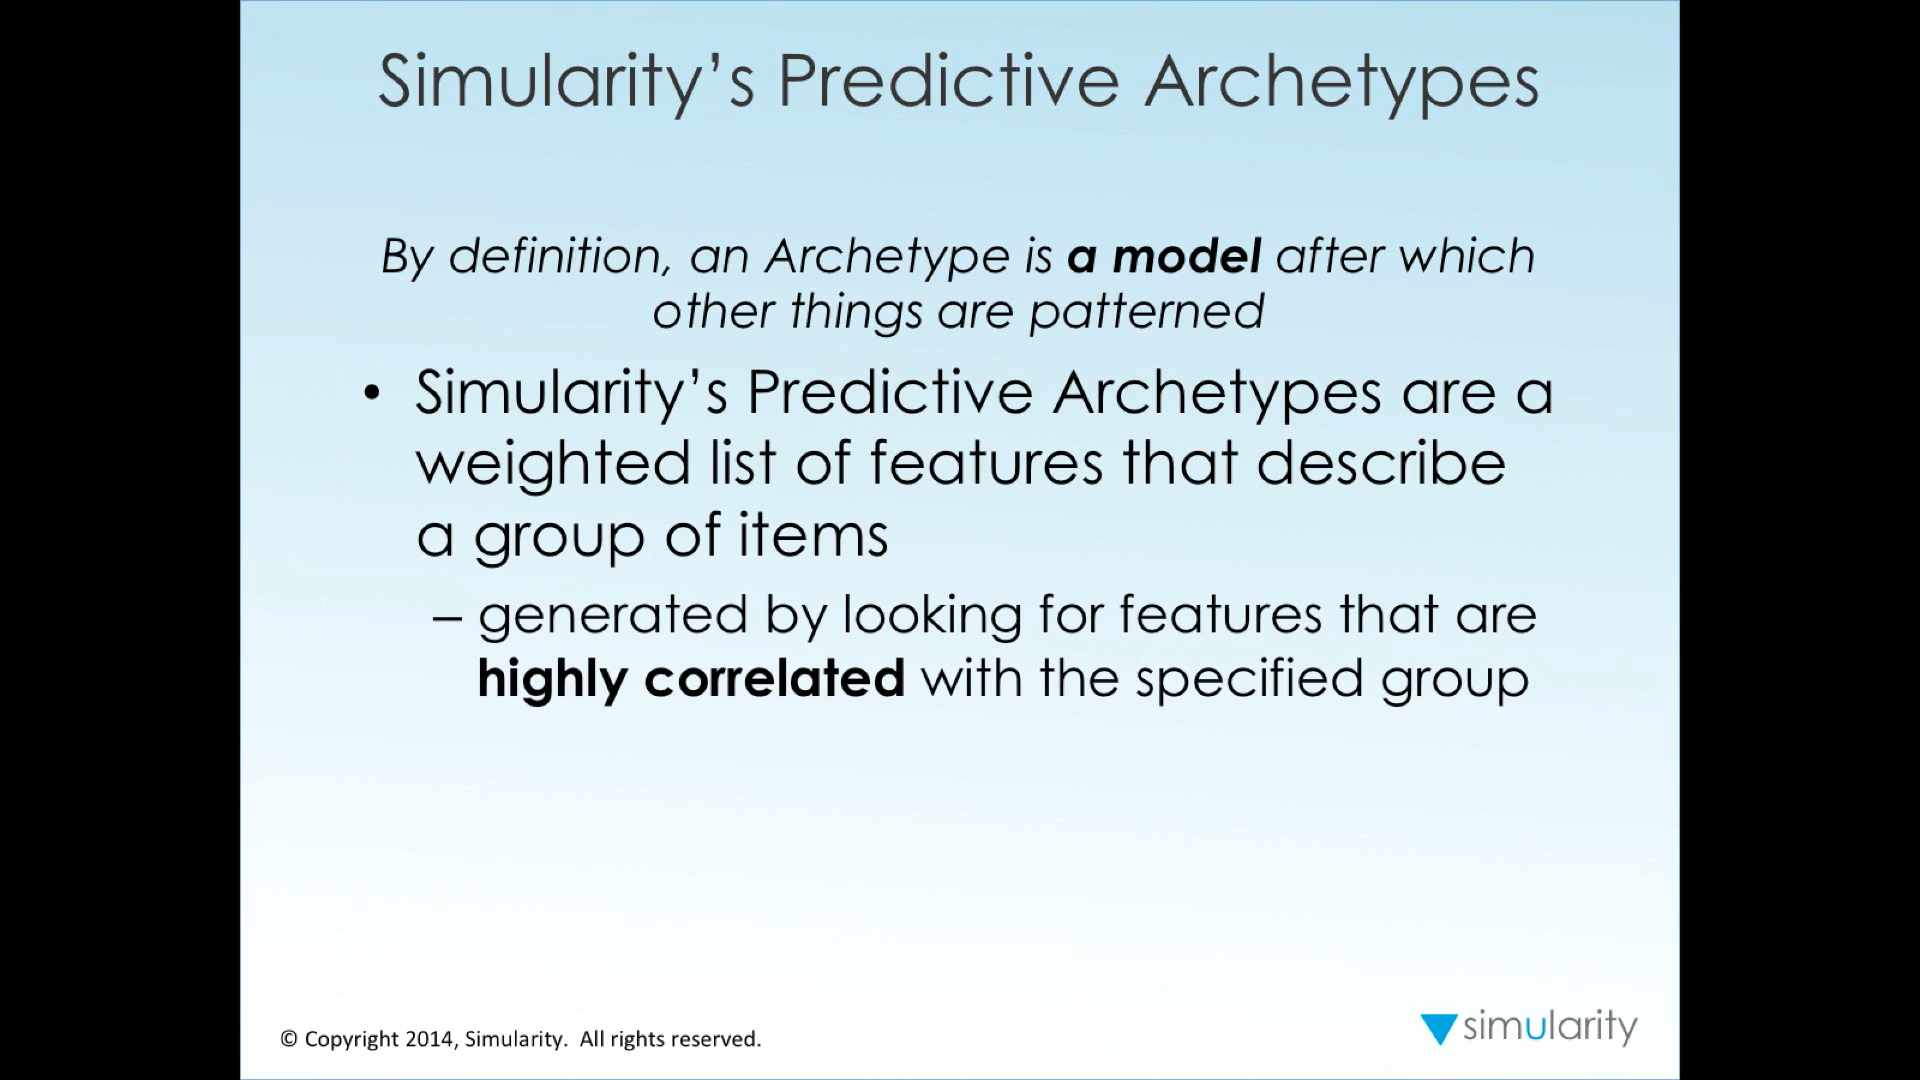 Simularity’s Predictive Archetypes
By definition, an Archetype is a model after which
other things are patterned
• Simularity’s Predictive Archetypes are a
weighted list of features that describe
a group of items
– generated by looking for features that are
highly correlated with the specified group
© Copyright 2014, Simularity. All rights reserved.
simularity